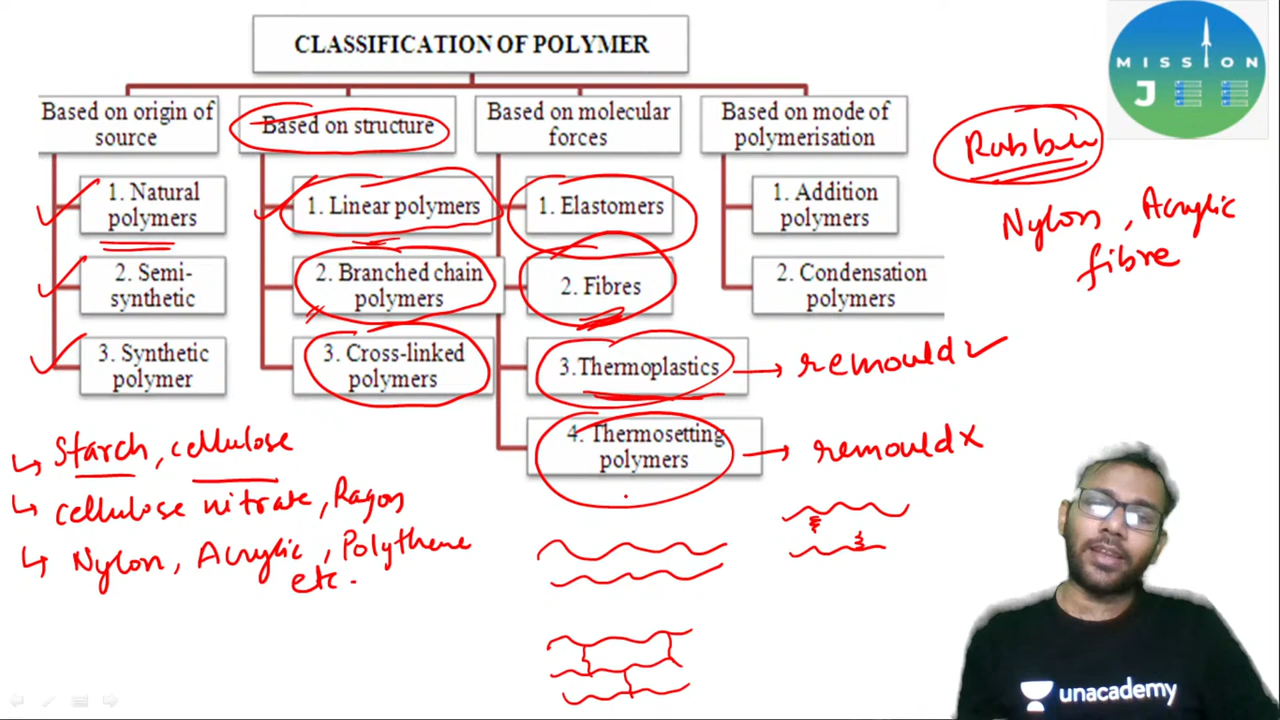 CLASSIFICATION OF POLYMER
Based on origin of
source
1. Natural
polymers
2. Semi-
synthetic
3. Synthetic
polymer
Based on structure
1. Linear polymers
2. Branched chain
polymers
3. Cross-linked
polymers
Based on molecular
forces
1. Elastomers
2. Fibres
3.Thermoplastics
4. Thermosetting
polymers
Based on mode of
polymerisation
1. Addition
polymers
2. Condensation
polymers
MISSION
JEE
Rubber
Nylon, Acrylic
fibre
→ remould ✓
→ remould ×
↳ Starch, cellulose
↳ cellulose nitrate, Rayon
↳ Nylon, Acrylic, Polythene
etc.
unacademy